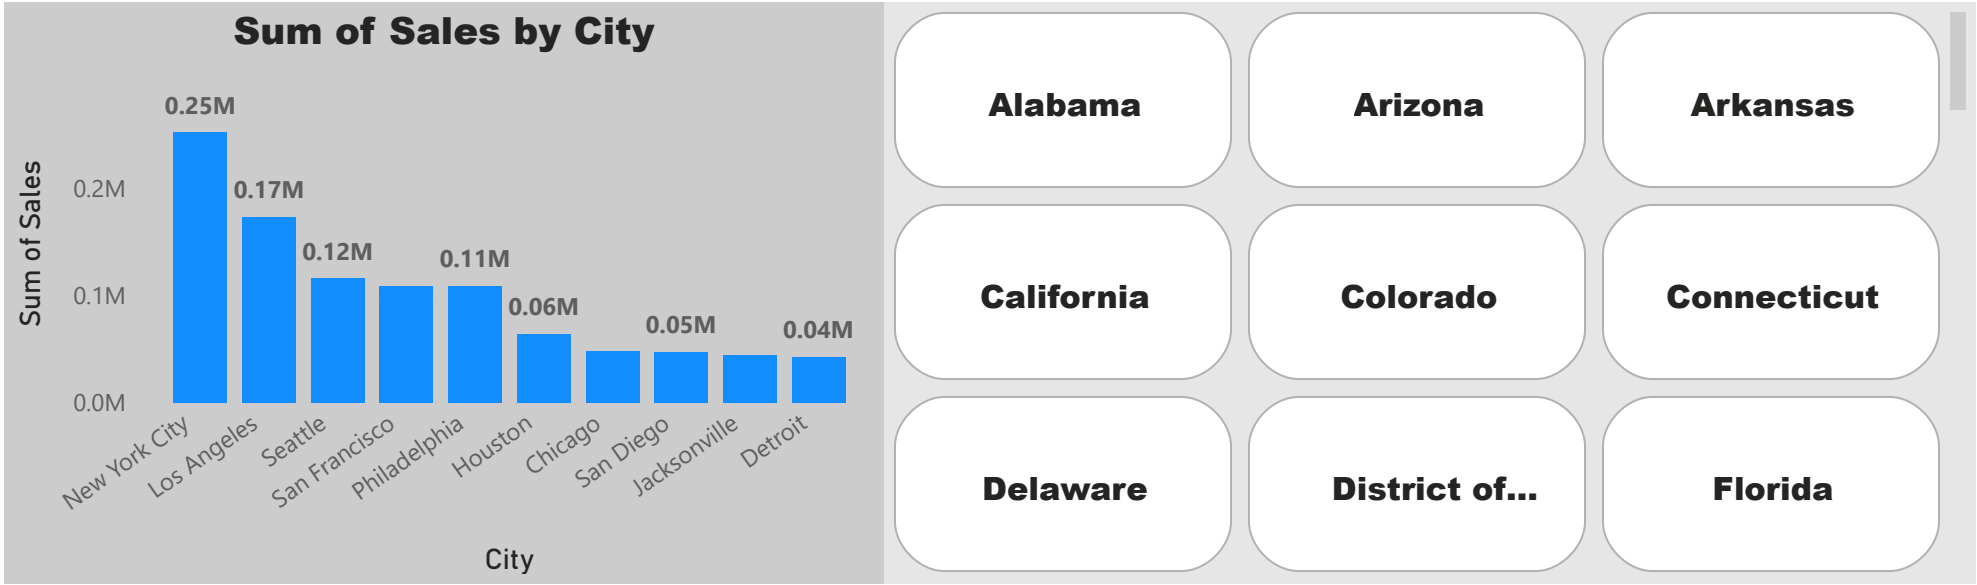 Sum of Sales by City
Sum of Sales
0.2M
0.1M
0.0M
0.25M
0.17M
0.12M
0.11M
0.06M
0.05M
0.04M
New York City
Los Angeles
Seattle
San Francisco
Philadelphia
Houston
Chicago
San Diego
Jacksonville
Detroit
City
Alabama
Arizona
Arkansas
California
Colorado
Connecticut
Delaware
District of...
Florida